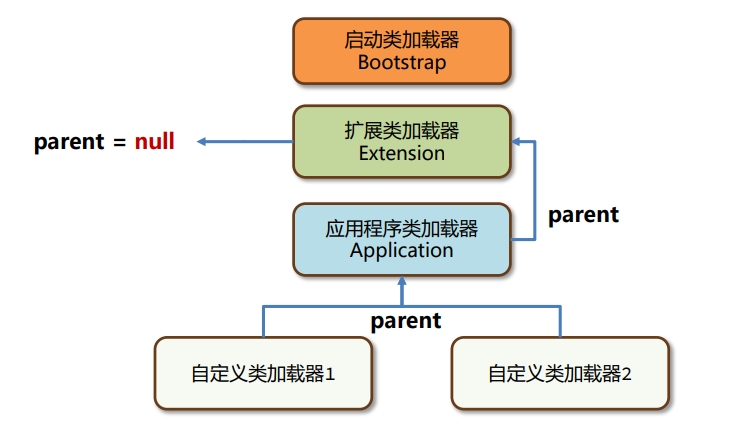 启动类加载器
Bootstrap
扩展类加载器
Extension
parent = null
parent
应用程序类加载器
Application
parent
自定义类加载器1
自定义类加载器2